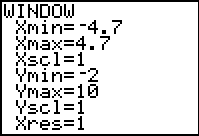 WINDOW
Xmin=-4.7
Xmax=4.7
Xscl=1
Ymin=-2
Ymax=10
Yscl=1
Xres=1